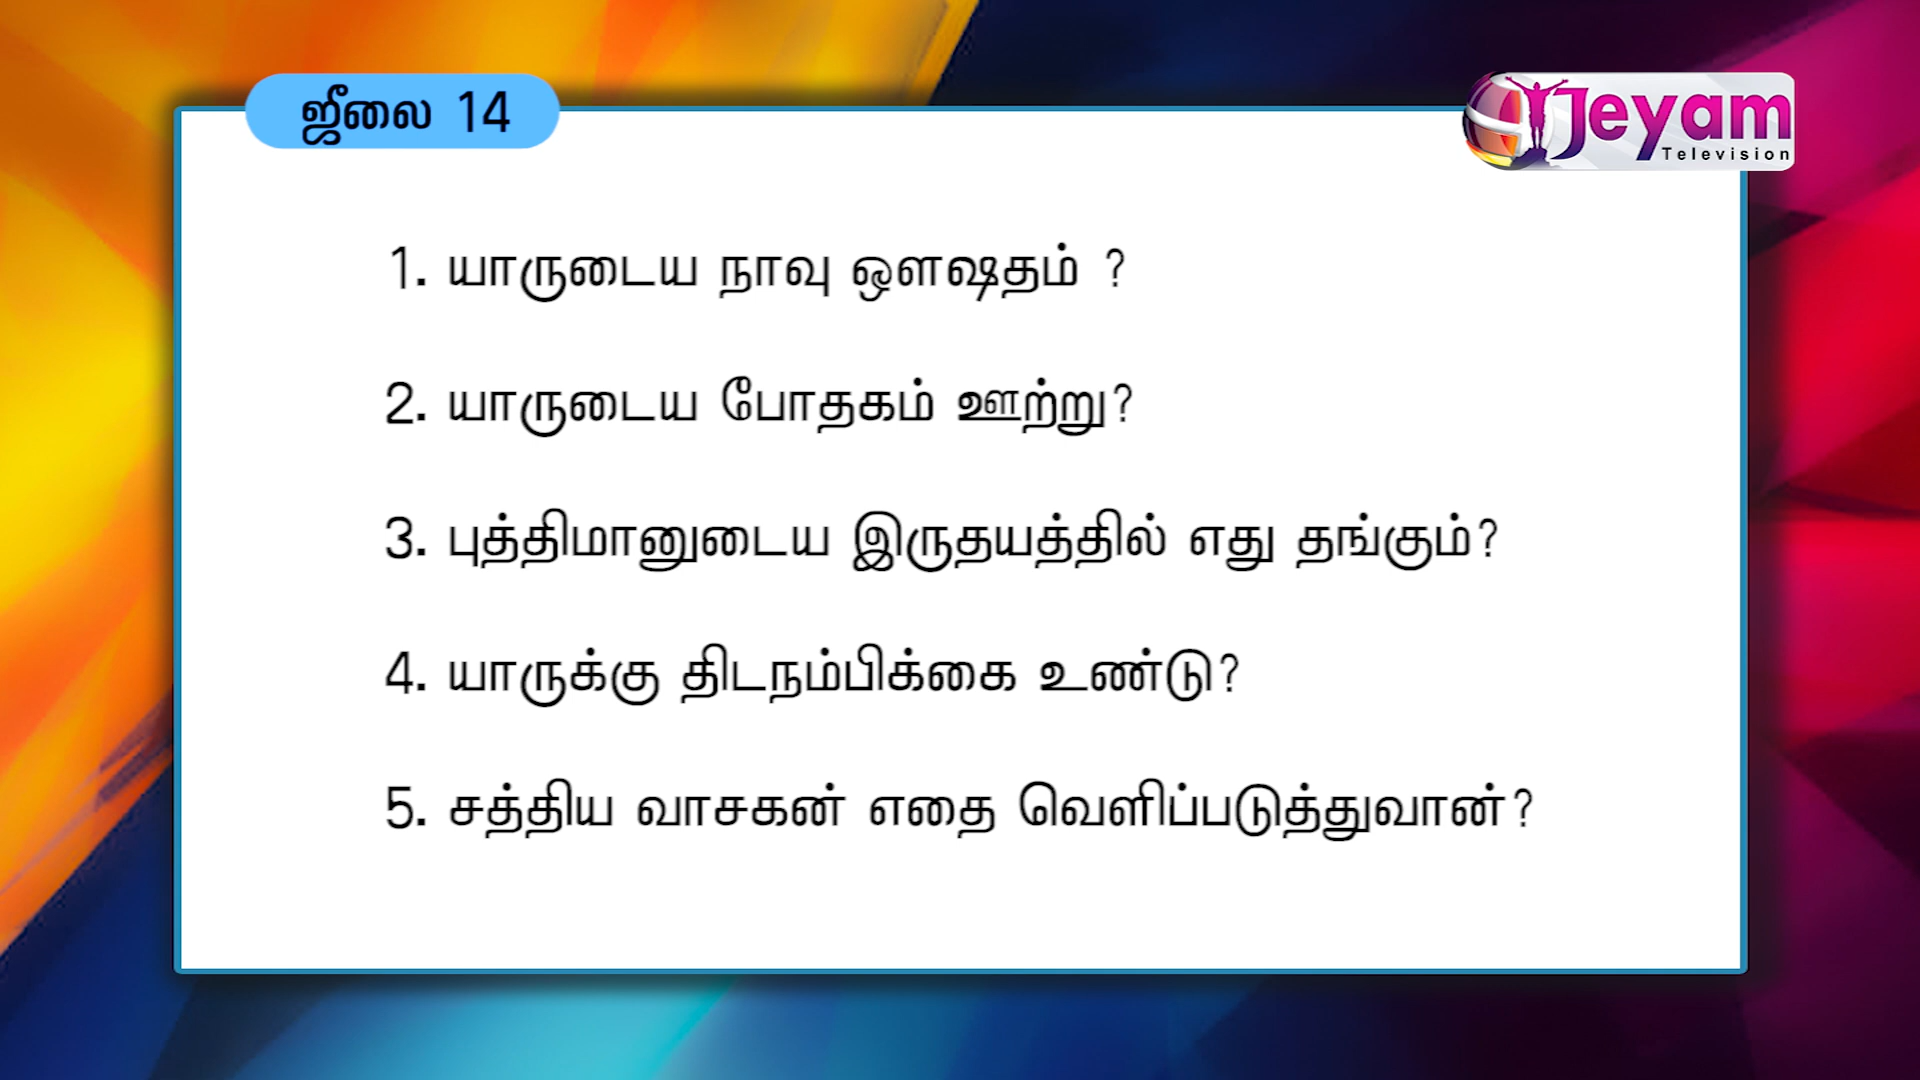 ஜீலை 14
Jeyam
Television
1. யாருடைய நாவு ஔஷதம் ?
2. யாருடைய போதகம் ஊற்று?
3. புத்திமானுடைய இருதயத்தில் எது தங்கும்?
4. யாருக்கு திடநம்பிக்கை உண்டு?
5. சத்திய வாசகன் எதை வெளிப்படுத்துவான்?